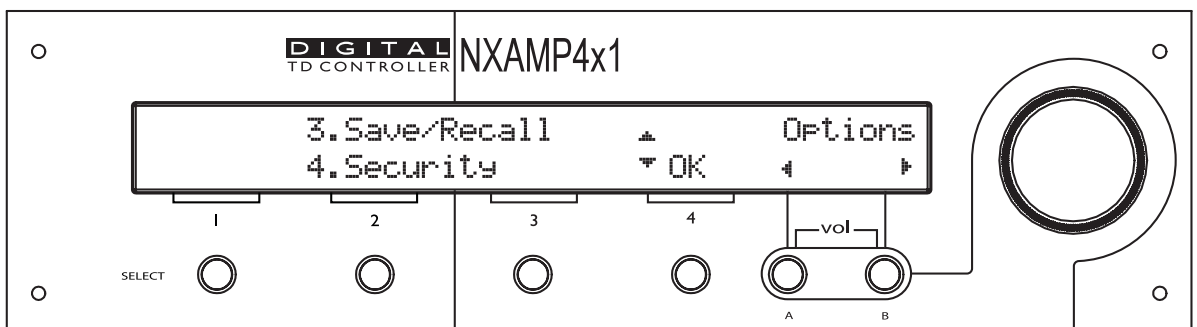 DIGITAL
TD CONTROLLER
NXAMP4x1
3.Save/Recall ▲ Options
4.Security ▼ OK ◀ ▶
1 2 3 4
vol
SELECT
A B